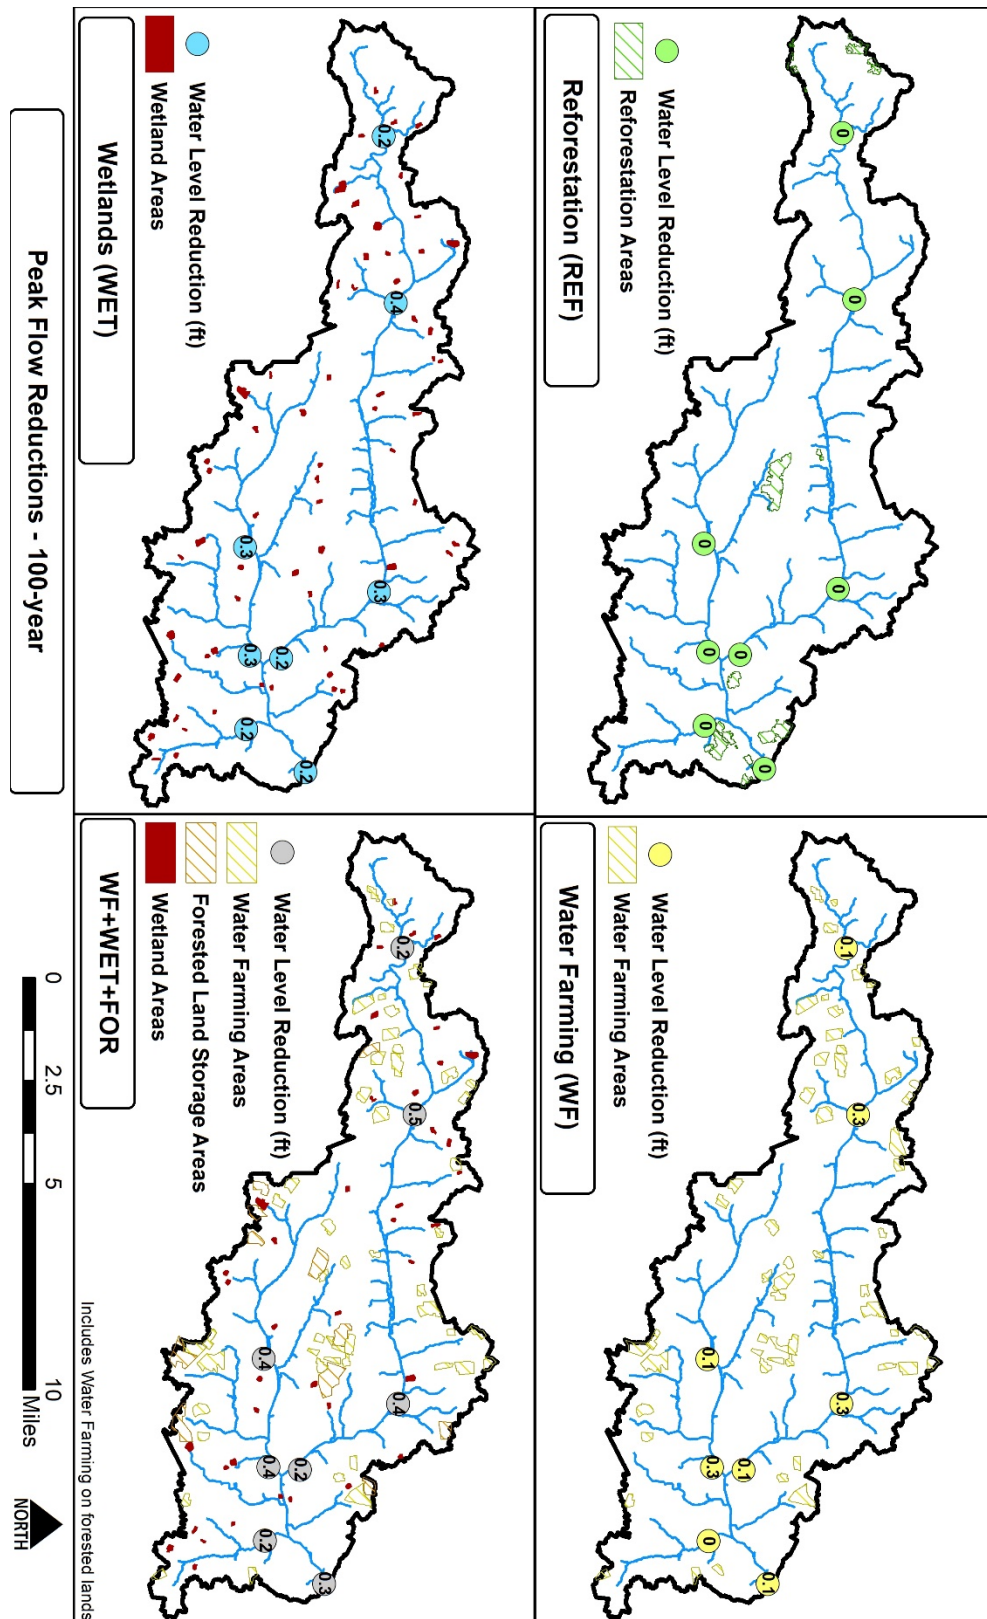 0
0
0
0
0
0
0
0
Water Level Reduction (ft)
Reforestation Areas
Reforestation (REF)
0.1
0.3
0.1
0.3
0.3
0.1
0
0.1
Water Level Reduction (ft)
Water Farming Areas
Water Farming (WF)
0.2
0.4
0.3
0.3
0.3
0.2
0.2
0.2
Water Level Reduction (ft)
Wetland Areas
Wetlands (WET)
0.2
0.5
0.4
0.4
0.4
0.2
0.2
0.3
Water Level Reduction (ft)
Water Farming Areas
Forested Land Storage Areas
Wetland Areas
WF+WET+FOR
Includes Water Farming on forested lands
Peak Flow Reductions - 100-year
0 2.5 5 10
Miles
NORTH